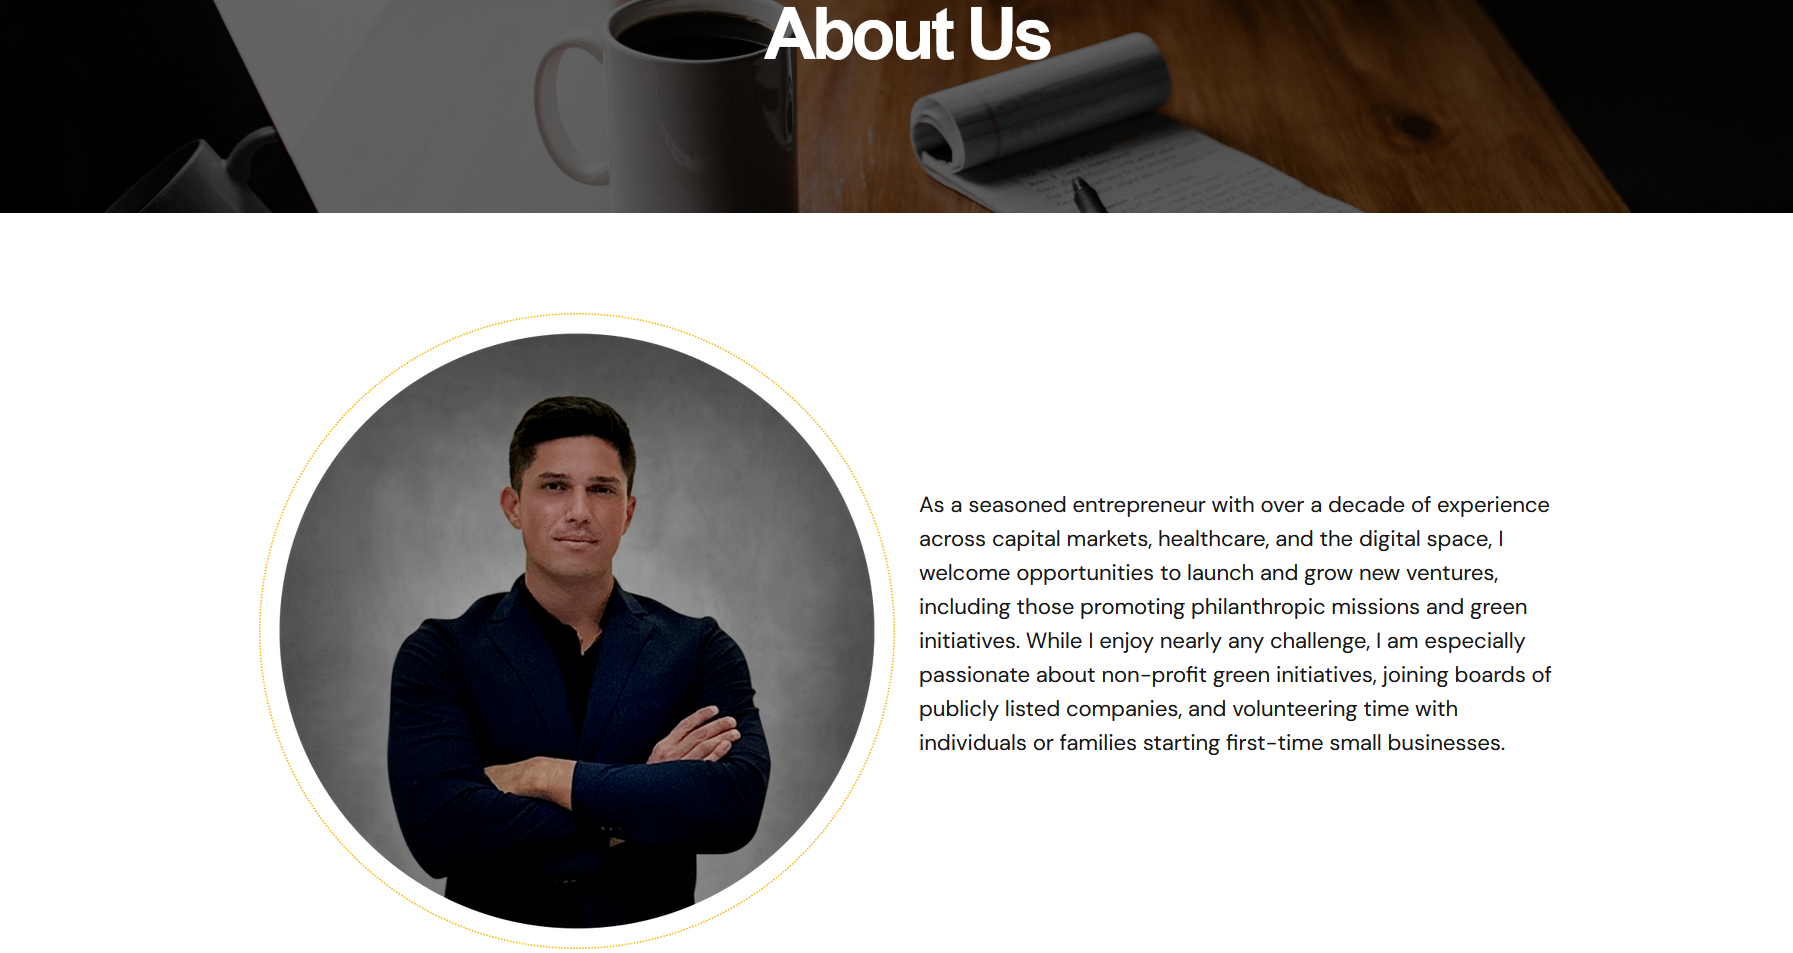 About Us
As a seasoned entrepreneur with over a decade of experience
across capital markets, healthcare, and the digital space, I
welcome opportunities to launch and grow new ventures,
including those promoting philanthropic missions and green
initiatives. While I enjoy nearly any challenge, I am especially
passionate about non-profit green initiatives, joining boards of
publicly listed companies, and volunteering time with
individuals or families starting first-time small businesses.